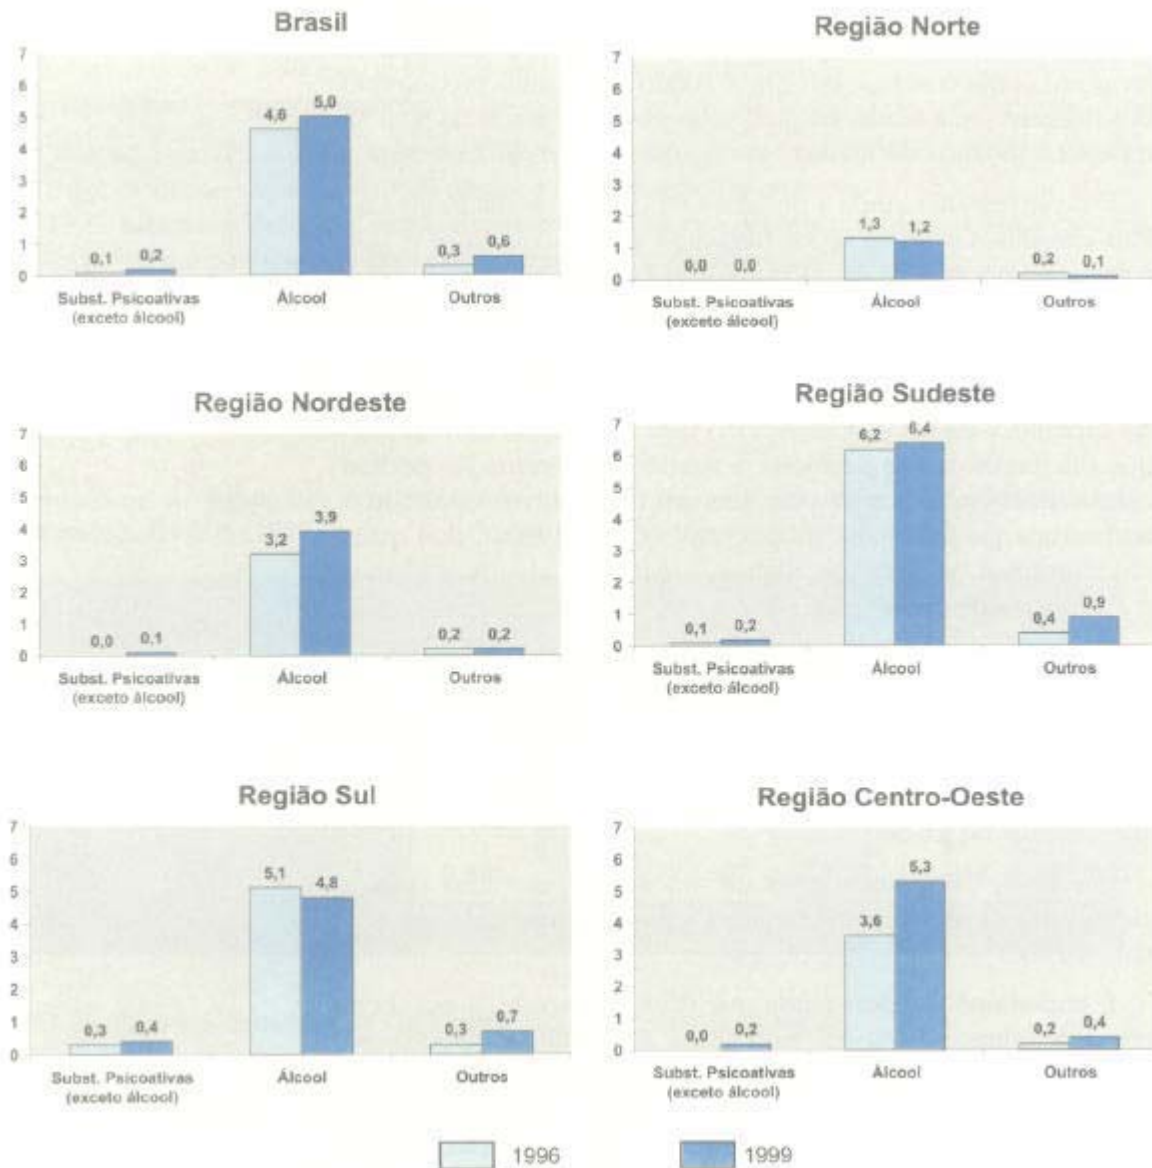 Brasil
7
6
5
4
3
2
1
0
4,6
5,0
0,1
0,2
0,3
0,6
Subst. Psicoativas
(exceto álcool)
Álcool
Outros
Região Norte
7
6
5
4
3
2
1
0
0,0
0,0
1,3
1,2
0,2
0,1
Subst. Psicoativas
(exceto álcool)
Álcool
Outros
Região Nordeste
7
6
5
4
3
2
1
0
0,0
0,1
3,2
3,9
0,2
0,2
Subst. Psicoativas
(exceto álcool)
Álcool
Outros
Região Sudeste
7
6
5
4
3
2
1
0
0,1
0,2
6,2
6,4
0,4
0,9
Subst. Psicoativas
(exceto álcool)
Álcool
Outros
Região Sul
7
6
5
4
3
2
1
0
0,3
0,4
5,1
4,8
0,3
0,7
Subst. Psicoativas
(exceto álcool)
Álcool
Outros
Região Centro-Oeste
7
6
5
4
3
2
1
0
0,0
0,2
3,6
5,3
0,2
0,4
Subst. Psicoativas
(exceto álcool)
Álcool
Outros
1996
1999